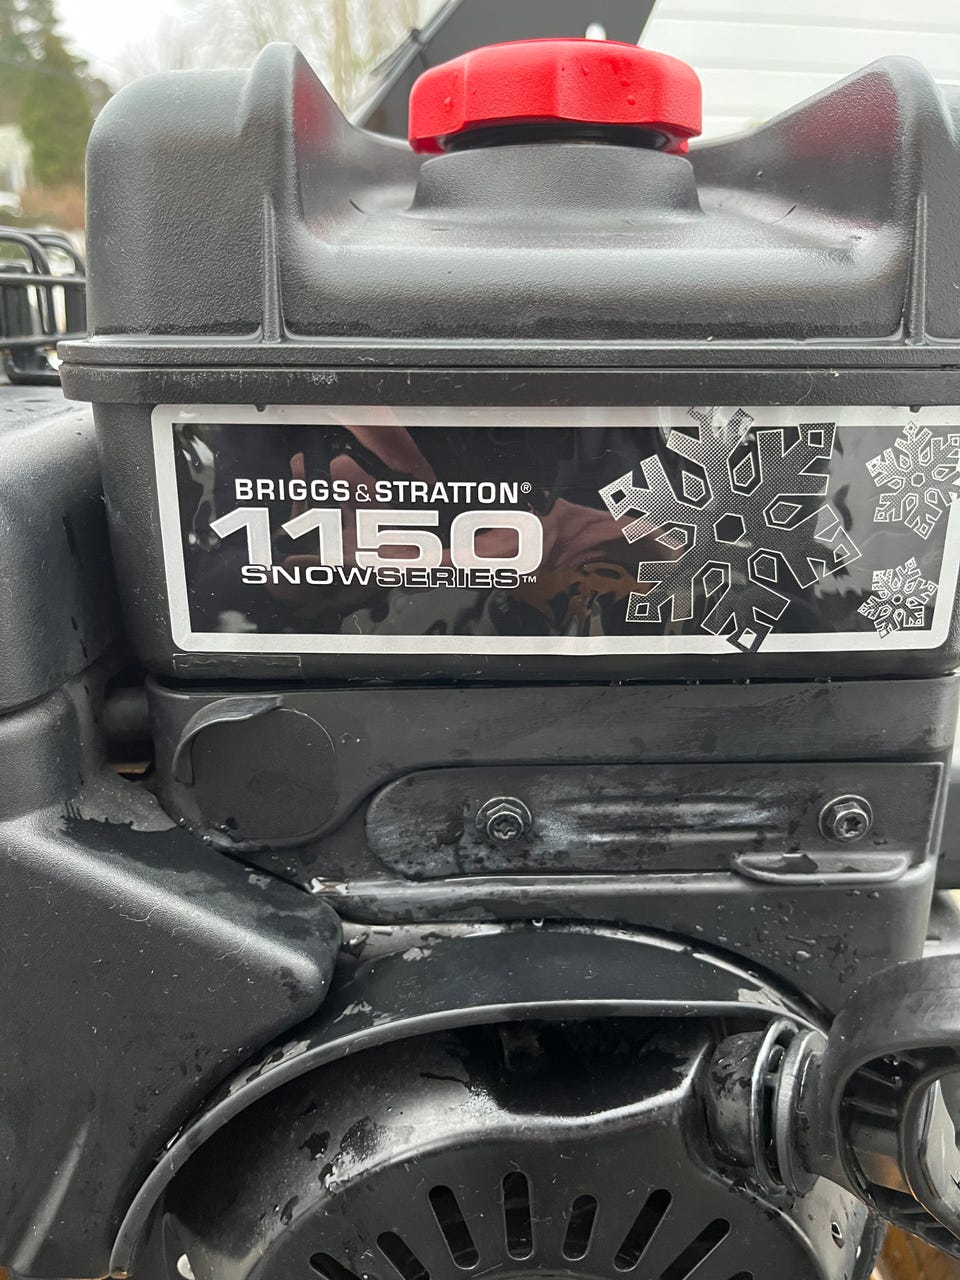 BRIGGS & STRATTON®
1150
SNOWSERIES™